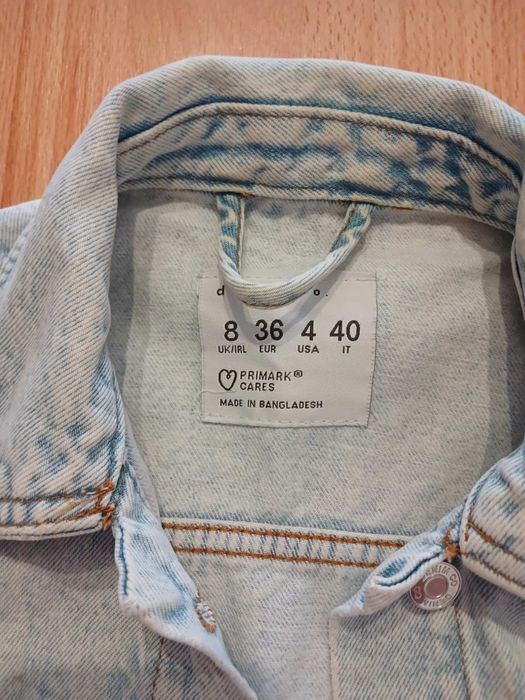 8 36 4 40
UK/IRL EUR USA IT
PRIMARK®
CARES
MADE IN BANGLADESH